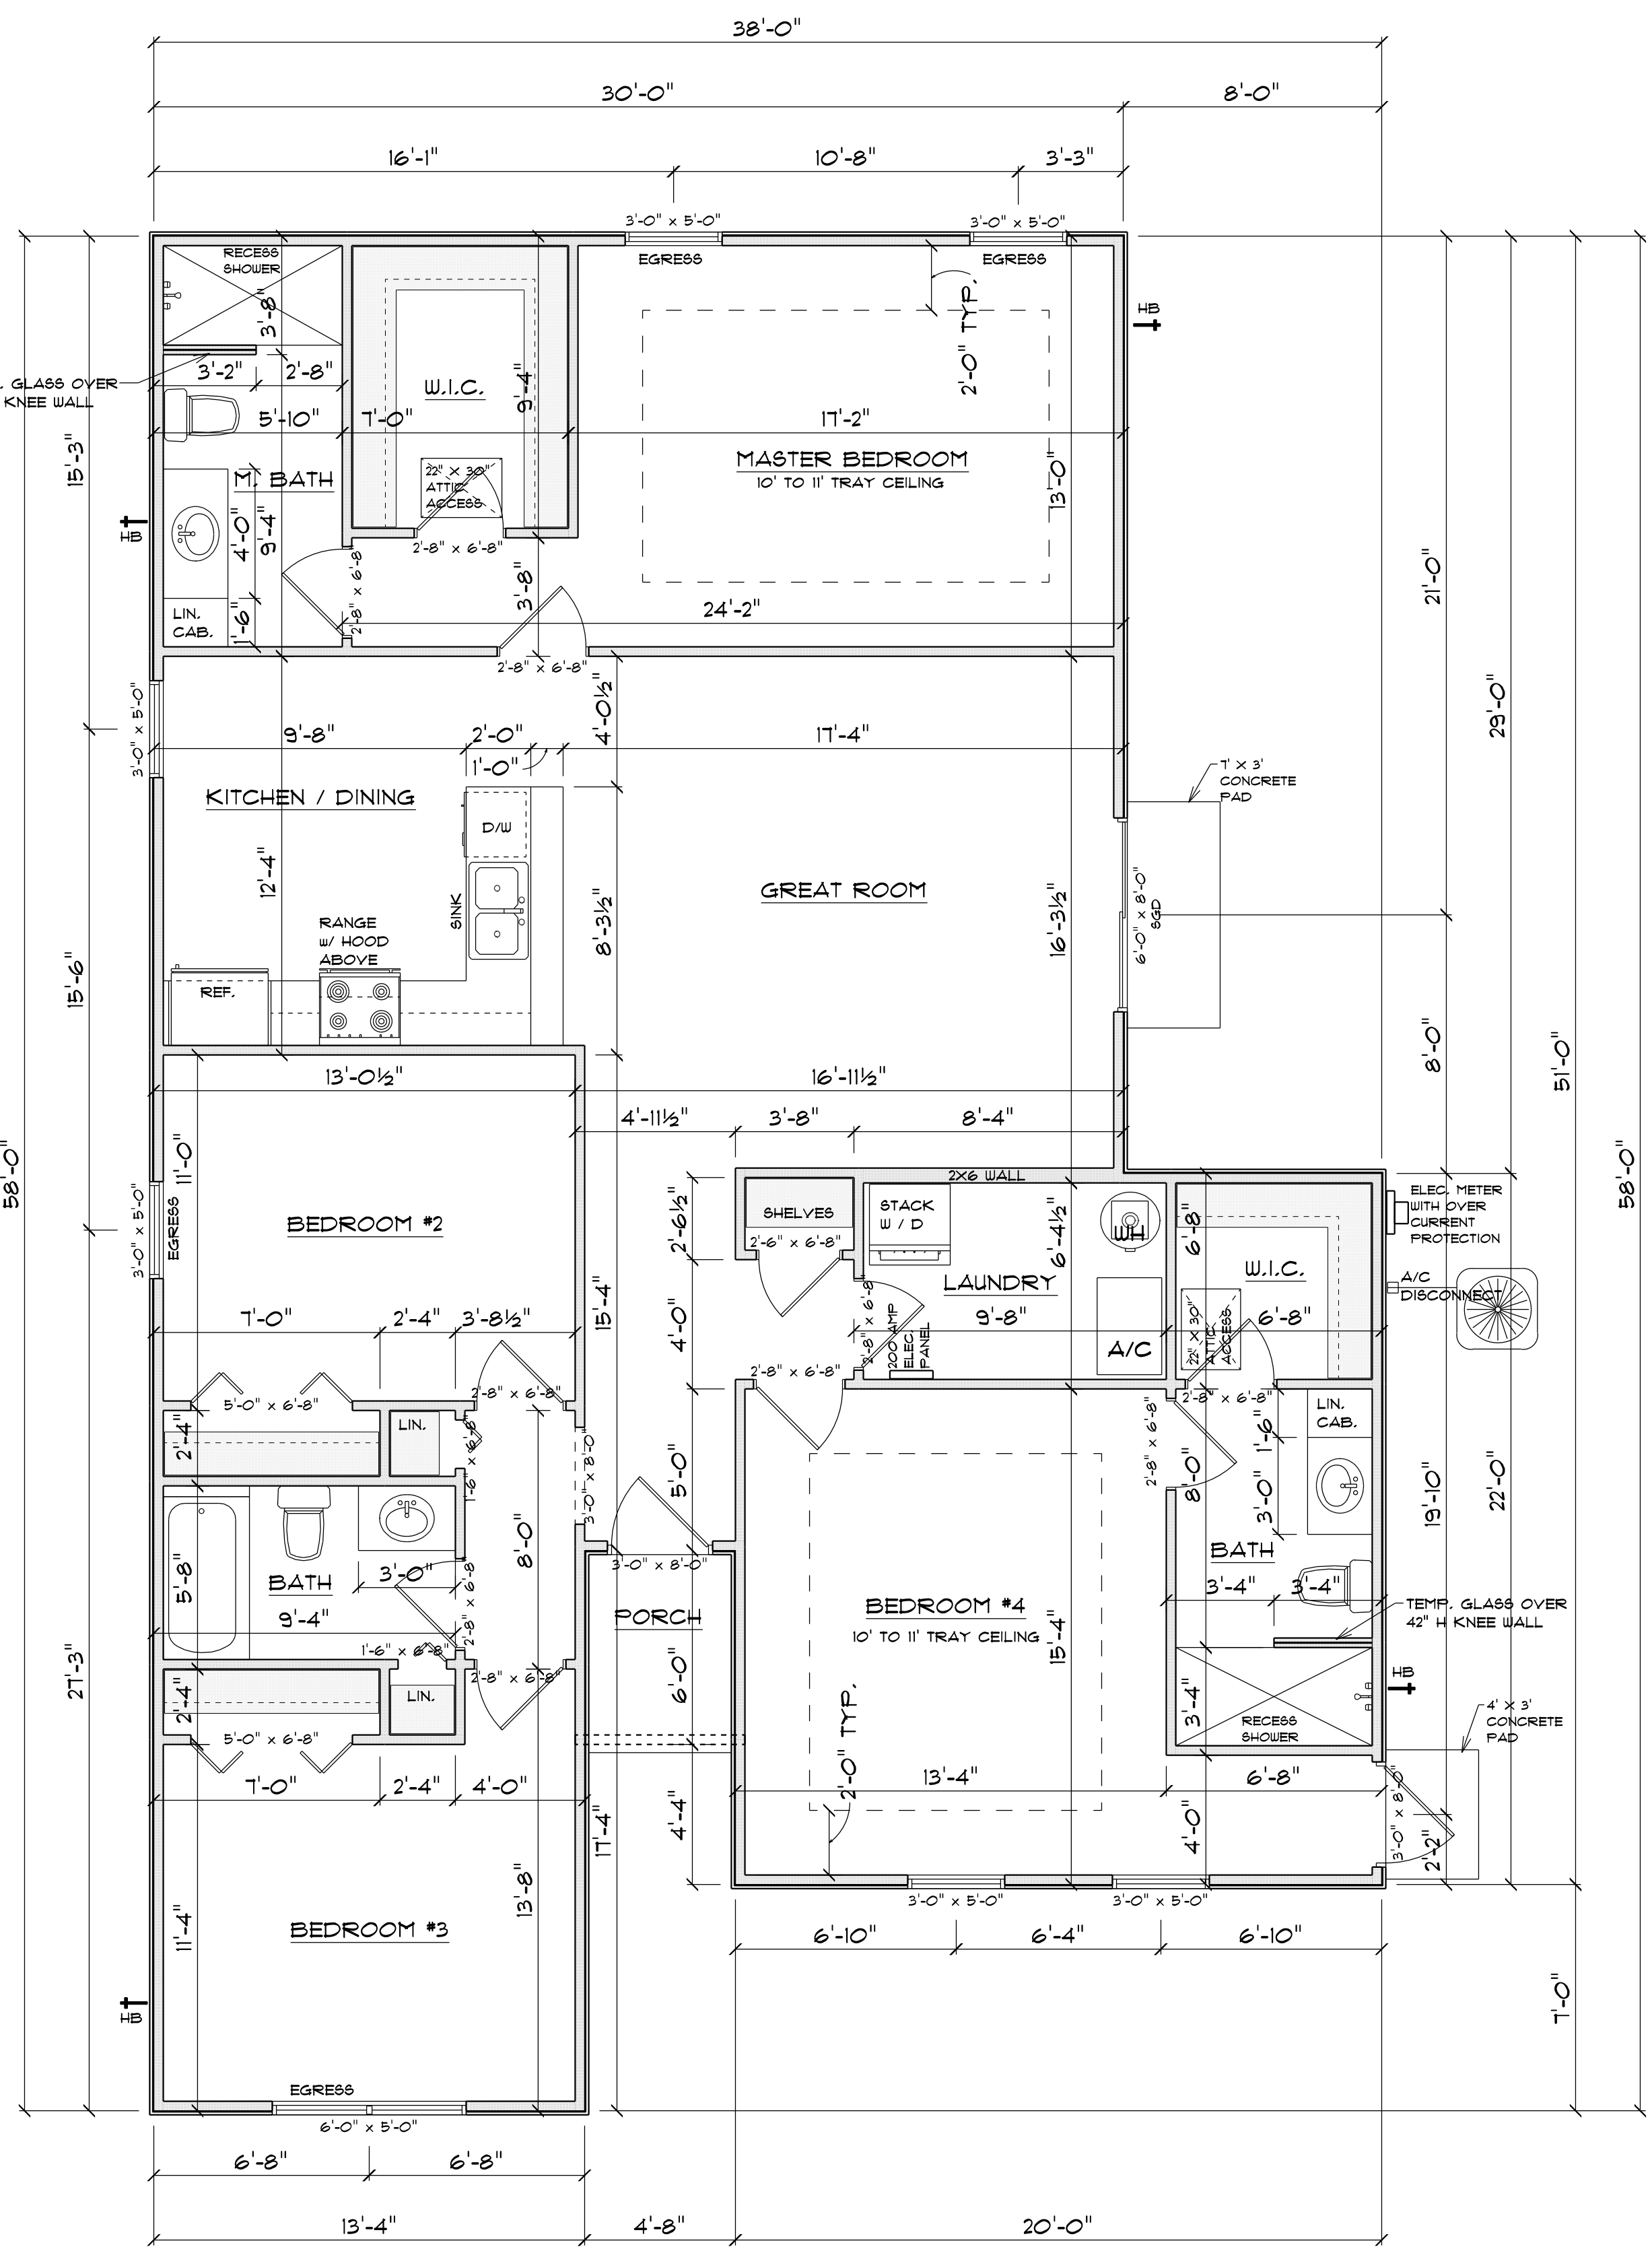 38'-0"
30'-0"
8'-0"
16'-1"
10'-8"
3'-3"
3'-0" x 5'-0"
3'-0" x 5'-0"
EGRESS
EGRESS
RECESS
SHOWER
3'-8"
2'-0" TYP.
HB
. GLASS OVER
KNEE WALL
3'-2"
2'-8"
W.I.C.
9'-4"
5'-10"
7'-0"
17'-2"
15'-3"
M. BATH
22" X 30"
ATTIC
ACCESS
MASTER BEDROOM
10' TO 11' TRAY CEILING
13'-0"
HB
4'-0"
9'-4"
2'-8" x 6'-8"
2'-8" x 6'-8"
3'-8"
21'-0"
LIN.
CAB.
1'-6"
24'-2"
2'-8" x 6'-8"
29'-0"
3'-0" x 5'-0"
9'-8"
2'-0"
1'-0"
4'-0½"
17'-4"
7' X 3'
CONCRETE
PAD
KITCHEN / DINING
D/W
12'-4"
GREAT ROOM
SINK
8'-3½"
16'-3½"
6'-0" x 8'-0"
SGD
RANGE
W/ HOOD
ABOVE
15'-6"
REF.
8'-0"
51'-0"
13'-0½"
16'-11½"
4'-11½"
3'-8"
8'-4"
58'-0"
58'-0"
11'-0"
2X6 WALL
3'-0" x 5'-0"
EGRESS
BEDROOM #2
2'-6½"
SHELVES
2'-6" x 6'-8"
STACK
W / D
6'-4½"
WH
6'-8"
ELEC. METER
WITH OVER
CURRENT
PROTECTION
W.I.C.
A/C
DISCONNECT
LAUNDRY
9'-8"
15'-4"
7'-0"
2'-4"
3'-8½"
4'-0"
2'-8" x 6'-8"
200 AMP
ELEC.
PANEL
A/C
22" X 30"
ATTIC
ACCESS
6'-8"
5'-0" x 6'-8"
2'-8" x 6'-8"
2'-8" x 6'-8"
2'-8" x 6'-8"
2'-4"
LIN.
1'-6" x 6'-8"
3'-0" x 8'-0"
5'-0"
2'-8" x 6'-8"
8'-0"
1'-6"
LIN.
CAB.
3'-0"
19'-10"
22'-0"
8'-0"
5'-8"
BATH
9'-4"
3'-0"
2'-8" x 6'-8"
3'-0" x 8'-0"
BATH
3'-4"
3'-4"
PORCH
BEDROOM #4
10' TO 11' TRAY CEILING
TEMP. GLASS OVER
42" H KNEE WALL
1'-6" x 6'-8"
2'-8" x 6'-8"
15'-4"
27'-3"
2'-4"
LIN.
6'-0"
3'-4"
HB
RECESS
SHOWER
4' X 3'
CONCRETE
PAD
5'-0" x 6'-8"
7'-0"
2'-4"
4'-0"
2'-0" TYP.
13'-4"
6'-8"
17'-4"
4'-4"
4'-0"
3'-0" x 8'-0"
2'-2"
11'-4"
BEDROOM #3
13'-8"
3'-0" x 5'-0"
3'-0" x 5'-0"
6'-10"
6'-4"
6'-10"
HB
7'-0"
EGRESS
6'-0" x 5'-0"
6'-8"
6'-8"
13'-4"
4'-8"
20'-0"